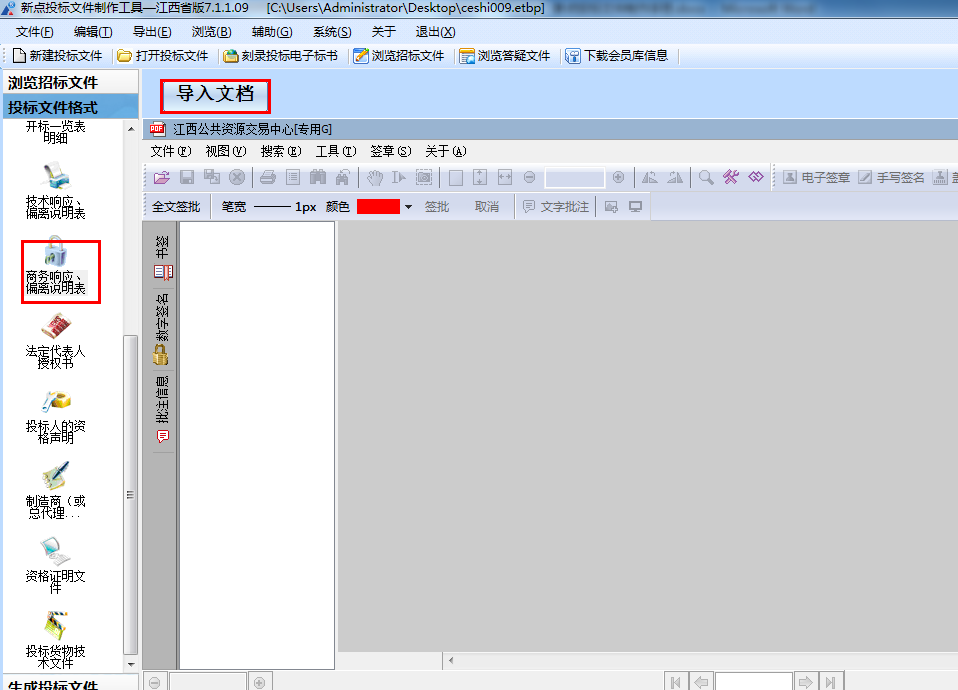 新点投标文件制作工具—江西省版7.1.1.09 [C:\Users\Administrator\Desktop\ceshi009.etbp]
文件(F) 编辑(T) 导出(E) 浏览(B) 辅助(G) 系统(S) 关于 退出(X)
新建投标文件 打开投标文件 刻录投标电子标书 浏览招标文件 浏览答疑文件 下载会员库信息
浏览招标文件
投标文件格式
开标一览表
明细
技术响应、
偏离说明表
商务响应、
偏离说明表
法定代表人
授权书
投标人的资
格声明
制造商（或
总代理...
资格证明文
件
投标货物技
术文件
生成投标文件
导入文档
PDF 江西公共资源交易中心[专用G]
文件(F) 视图(V) 搜索(E) 工具(T) 签章(S) 关于(A)
电子签章 手写签名 盖
全文签批 笔宽 1px 颜色 签批 取消 文字批注
书签
数字签名
批注信息